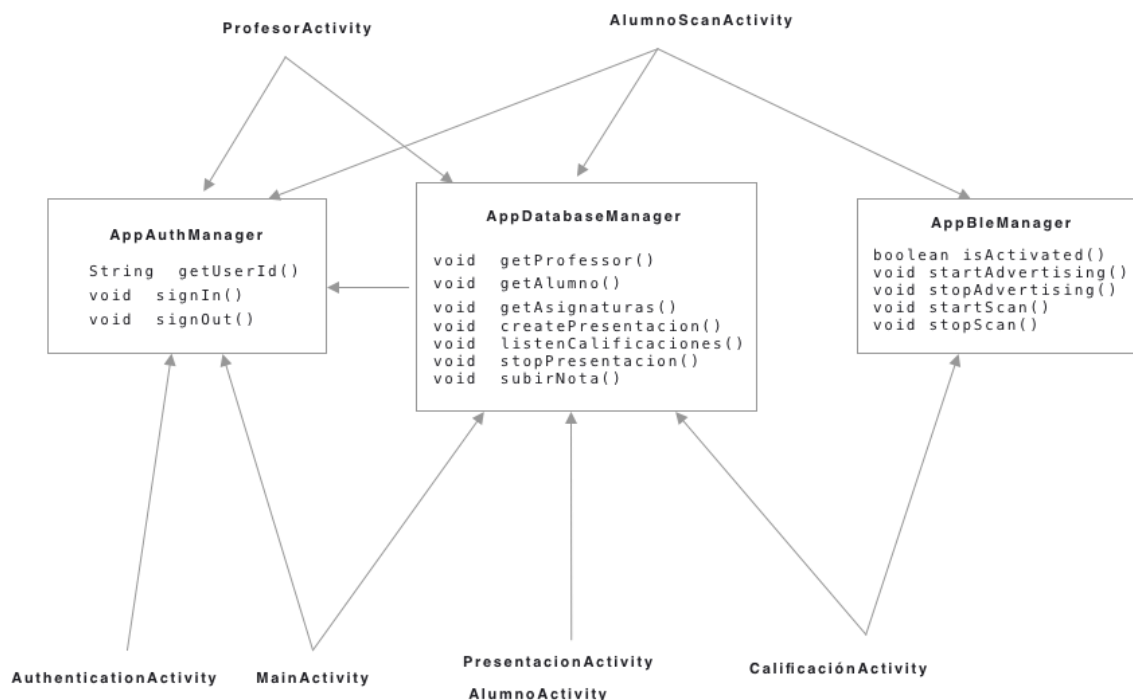 ProfesorActivity
AlumnoScanActivity
AppAuthManager
String getUserId()
void signIn()
void signOut()
AppDatabaseManager
void getProfessor()
void getAlumno()
void getAsignaturas()
void createPresentacion()
void listenCalificaciones()
void stopPresentacion()
void subirNota()
AppBleManager
boolean isActivated()
void startAdvertising()
void stopAdvertising()
void startScan()
void stopScan()
AuthenticationActivity
MainActivity
PresentacionActivity
AlumnoActivity
CalificaciónActivity